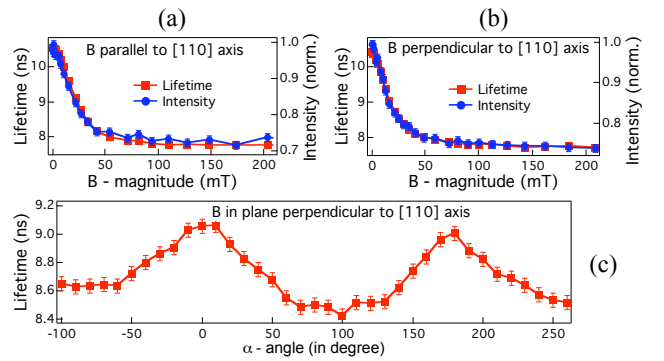 (a)
(b)
B parallel to [110] axis
Lifetime
Intensity
Lifetime (ns)
10
9
8
Intensity (norm.)
1.0
0.9
0.8
0.7
0
50
100
150
200
B - magnitude (mT)
B perpendicular to [110] axis
Lifetime
Intensity
Lifetime (ns)
10
9
8
Intensity (norm.)
1.0
0.9
0.8
0
50
100
150
200
B - magnitude (mT)
B in plane perpendicular to [110] axis
(c)
Lifetime (ns)
9.2
9.0
8.8
8.6
8.4
-100
-50
0
50
100
150
200
250
α - angle (in degree)